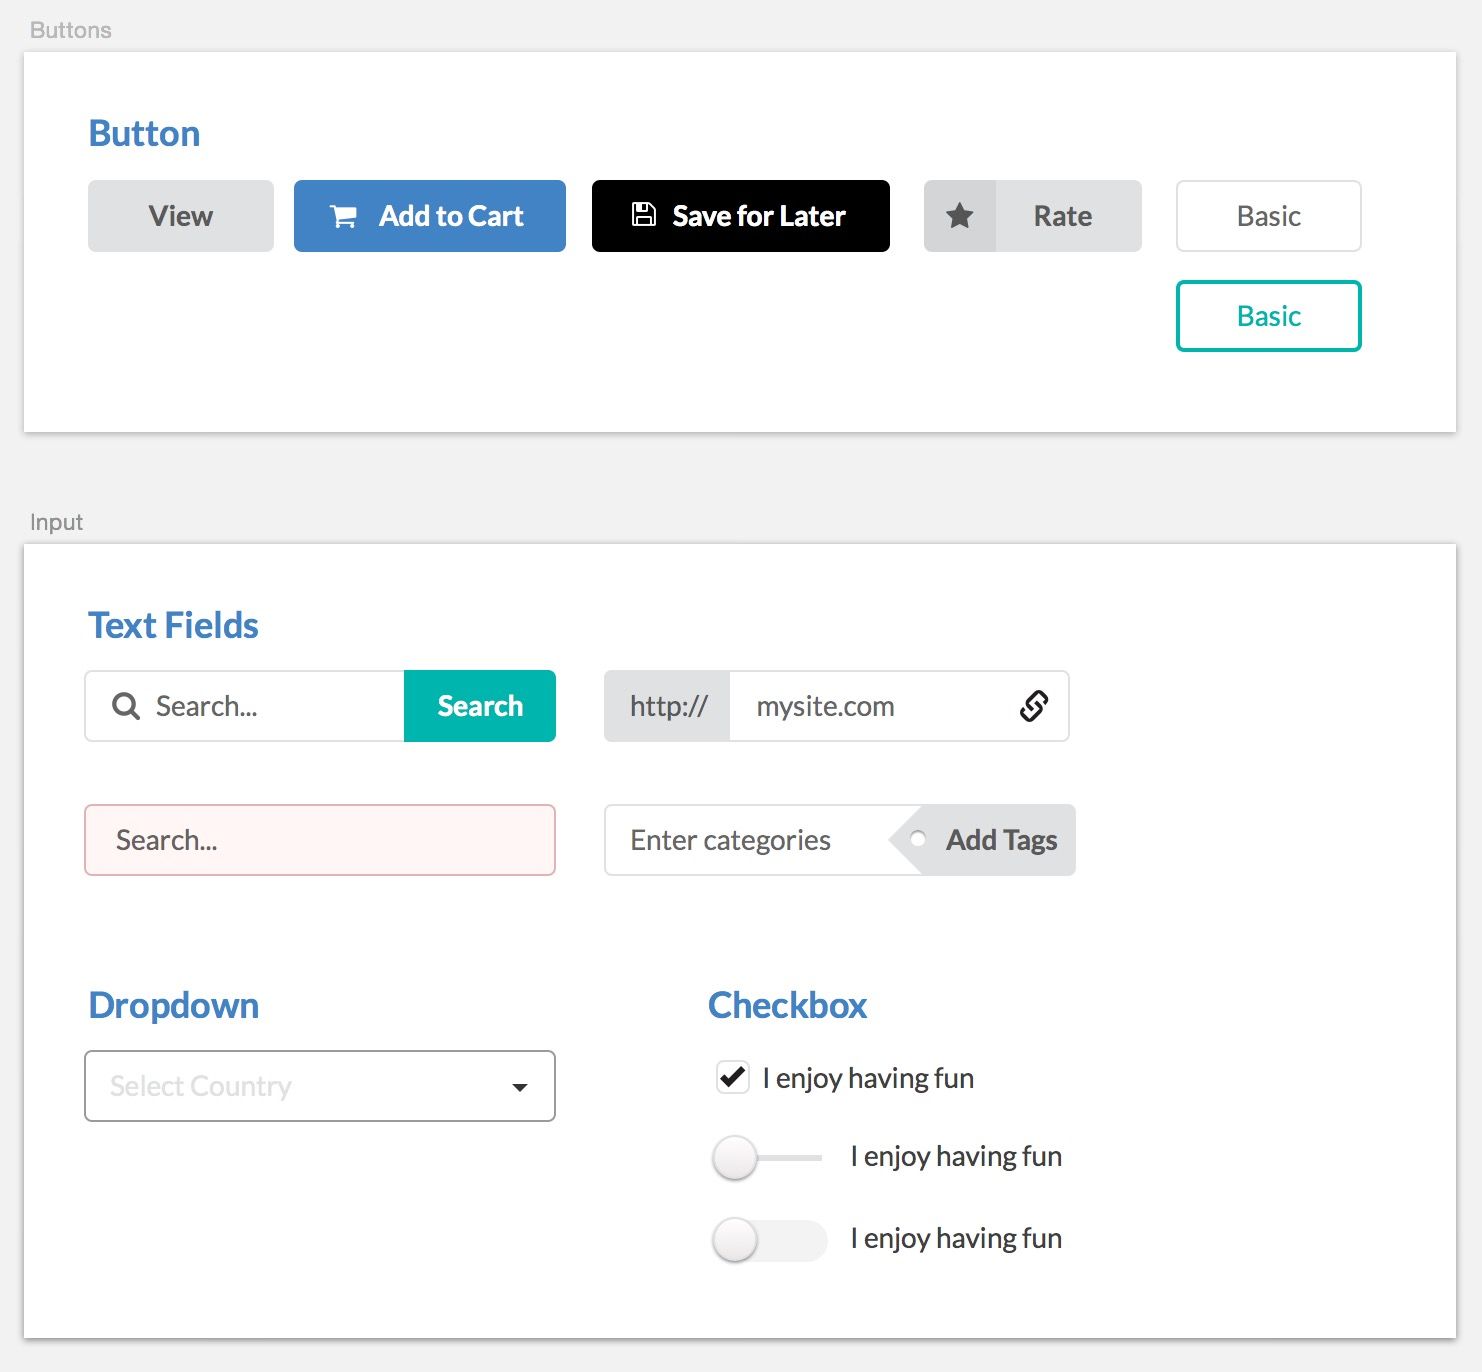 Buttons
Button
View
Add to Cart
Save for Later
Rate
Basic
Basic
Input
Text Fields
Search...
Search
http://
mysite.com
Search...
Enter categories
Add Tags
Dropdown
Select Country
Checkbox
I enjoy having fun
I enjoy having fun
I enjoy having fun